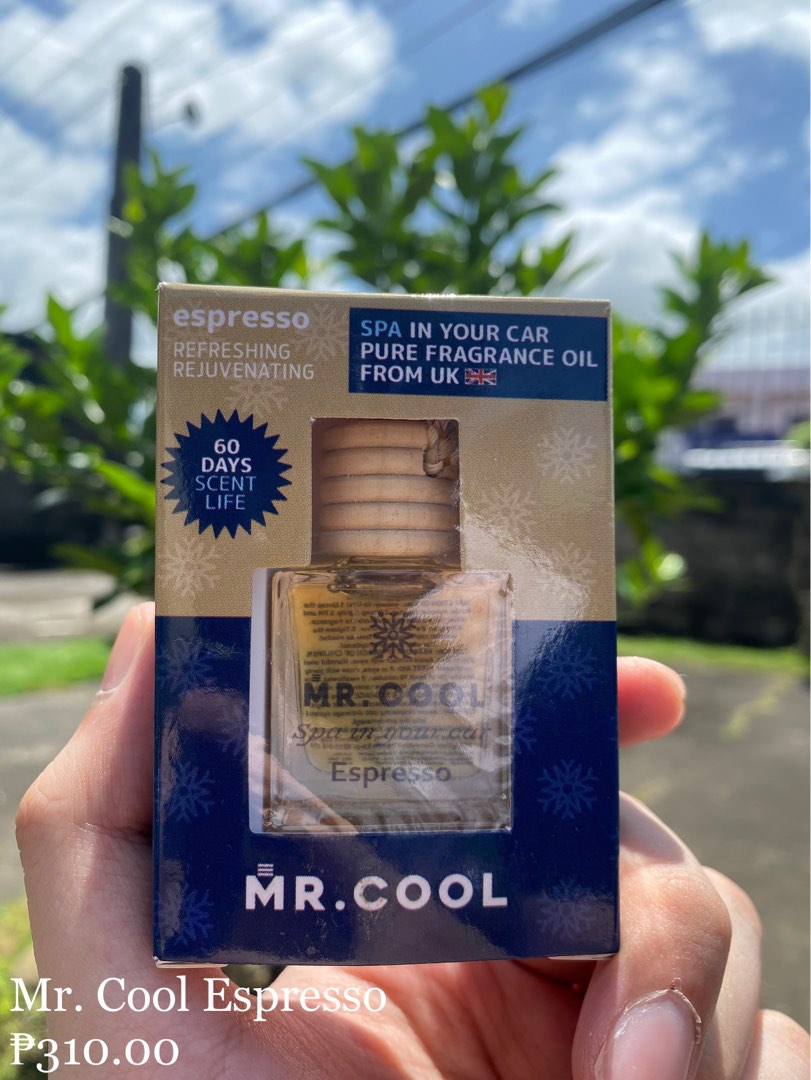 espresso
REFRESHING
REJUVENATING
SPA IN YOUR CAR
PURE FRAGRANCE OIL
FROM UK
60
DAYS
SCENT
LIFE
MR.COOL
Spa in your car
Espresso
MR.COOL
Mr. Cool Espresso
₱310.00